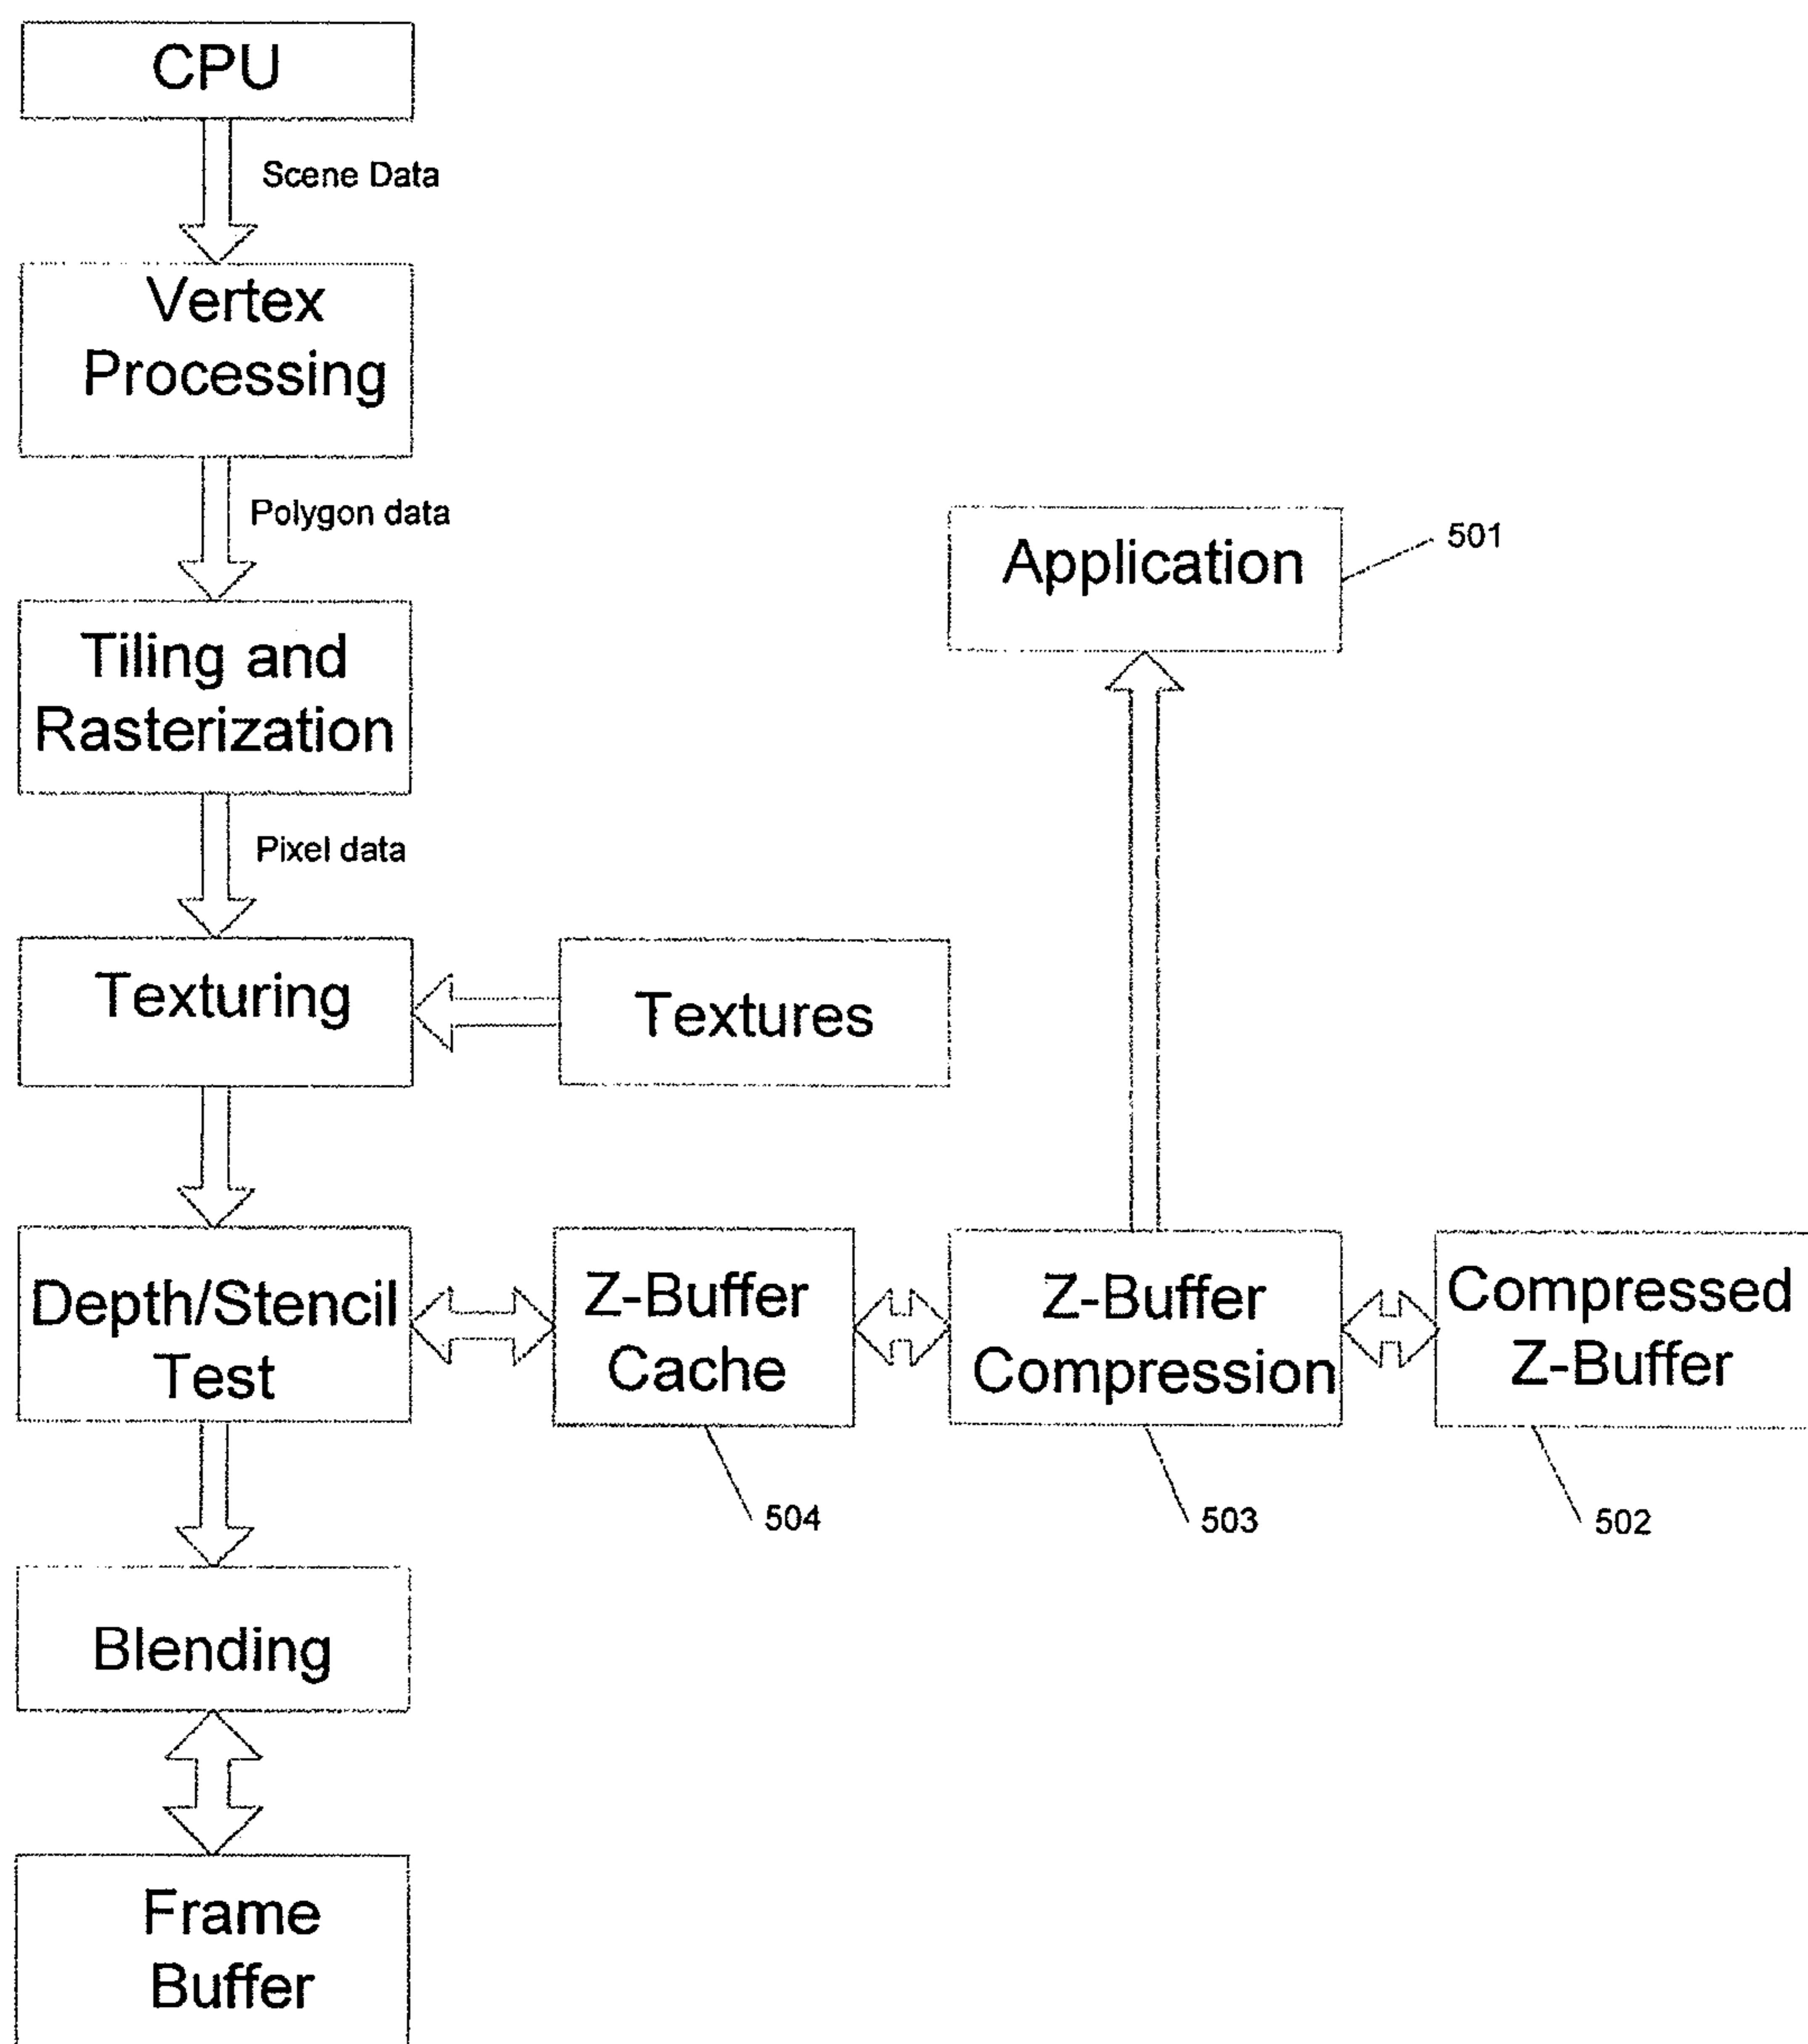 CPU
Scene Data
Vertex
Processing
Polygon data
Application
501
Tiling and
Rasterization
Pixel data
Texturing
Textures
Depth/Stencil
Test
Z-Buffer
Cache
Z-Buffer
Compression
Compressed
Z-Buffer
504
503
502
Blending
Frame
Buffer